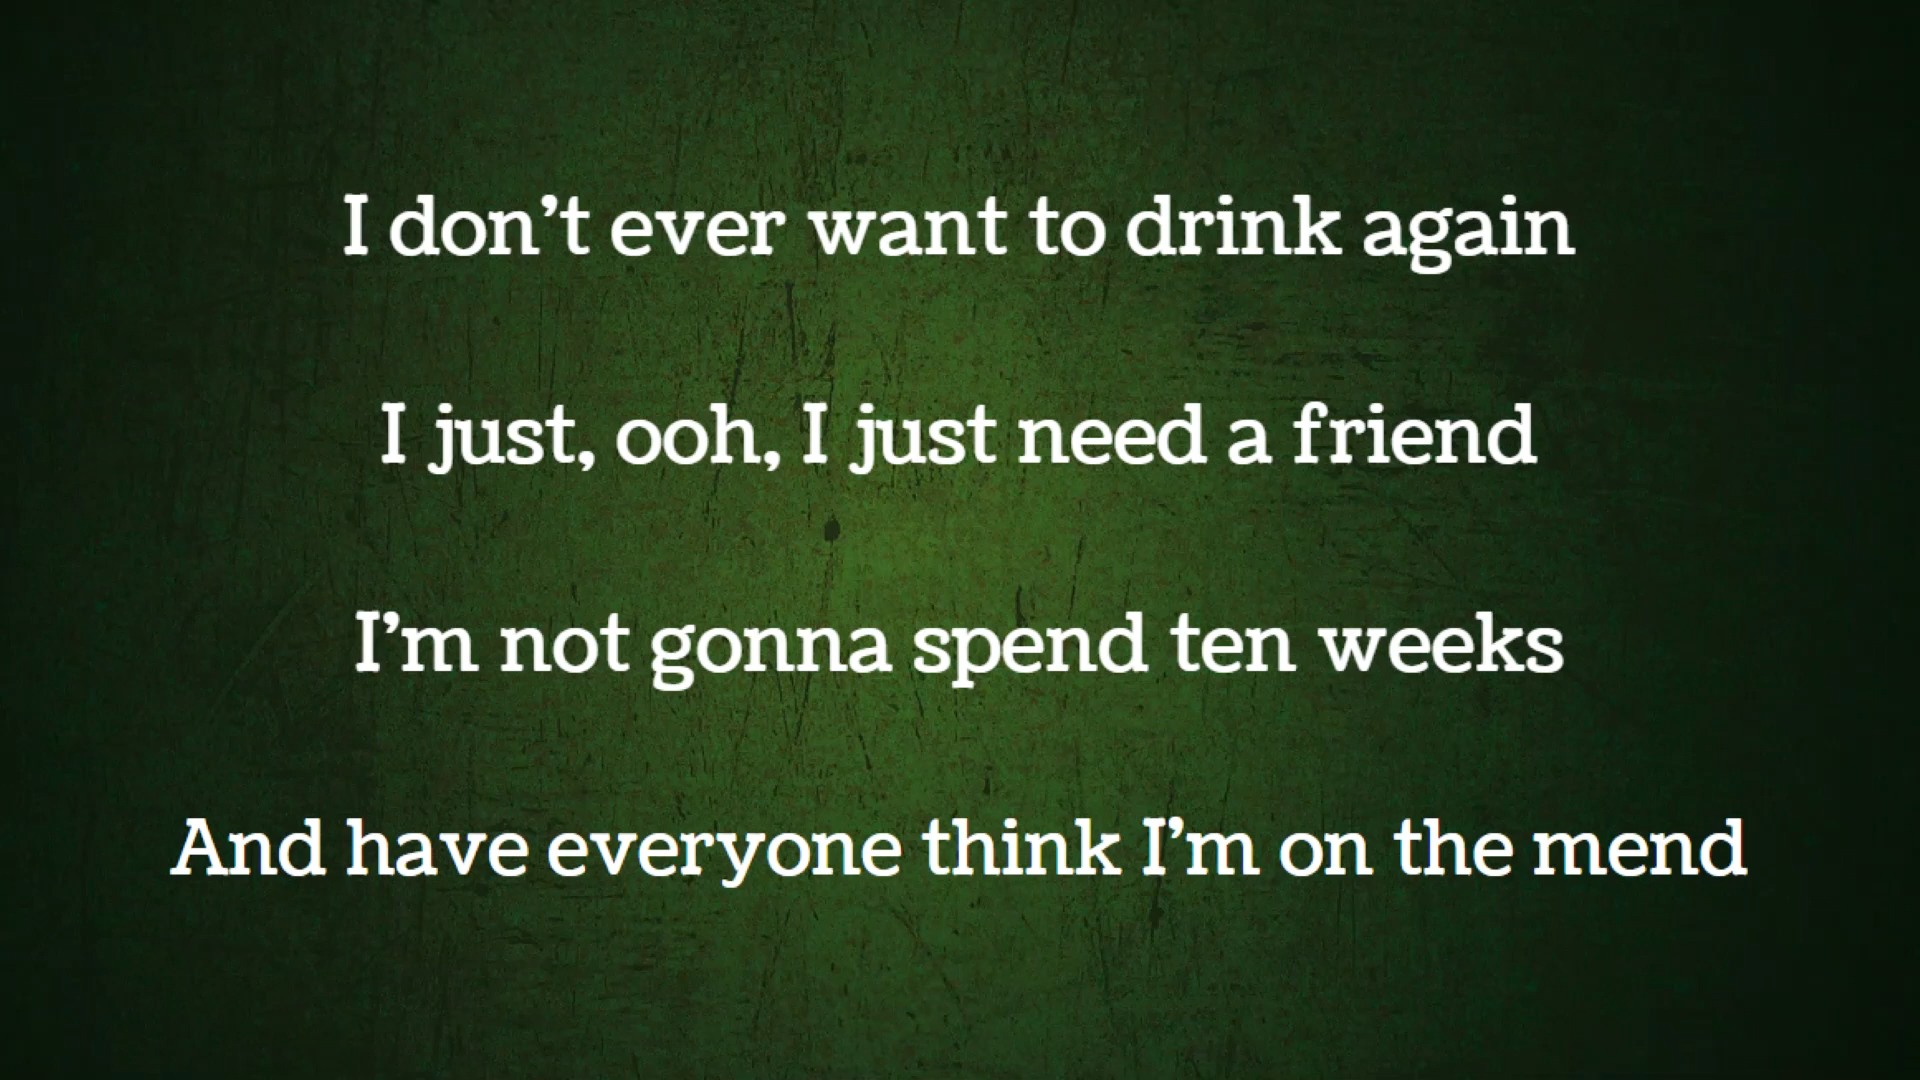 I don’t ever want to drink again
I just, ooh, I just need a friend
I’m not gonna spend ten weeks
And have everyone think I’m on the mend